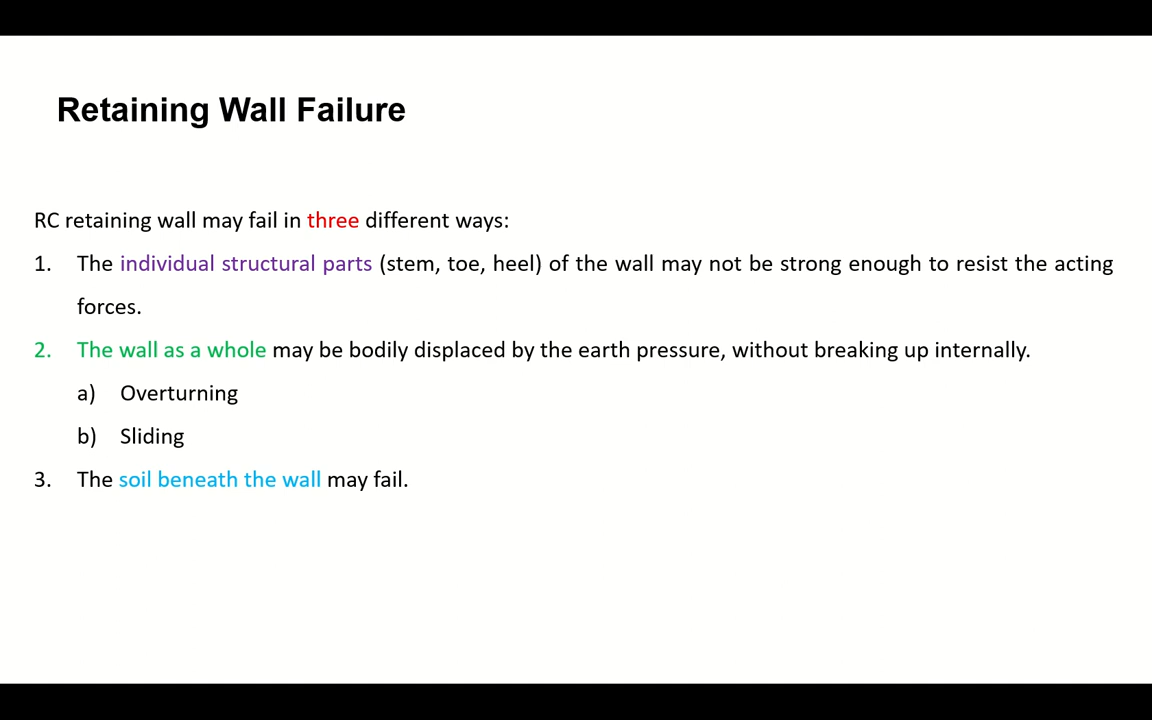 Retaining Wall Failure
RC retaining wall may fail in three different ways:
1. The individual structural parts (stem, toe, heel) of the wall may not be strong enough to resist the acting
forces.
2. The wall as a whole may be bodily displaced by the earth pressure, without breaking up internally.
a) Overturning
b) Sliding
3. The soil beneath the wall may fail.